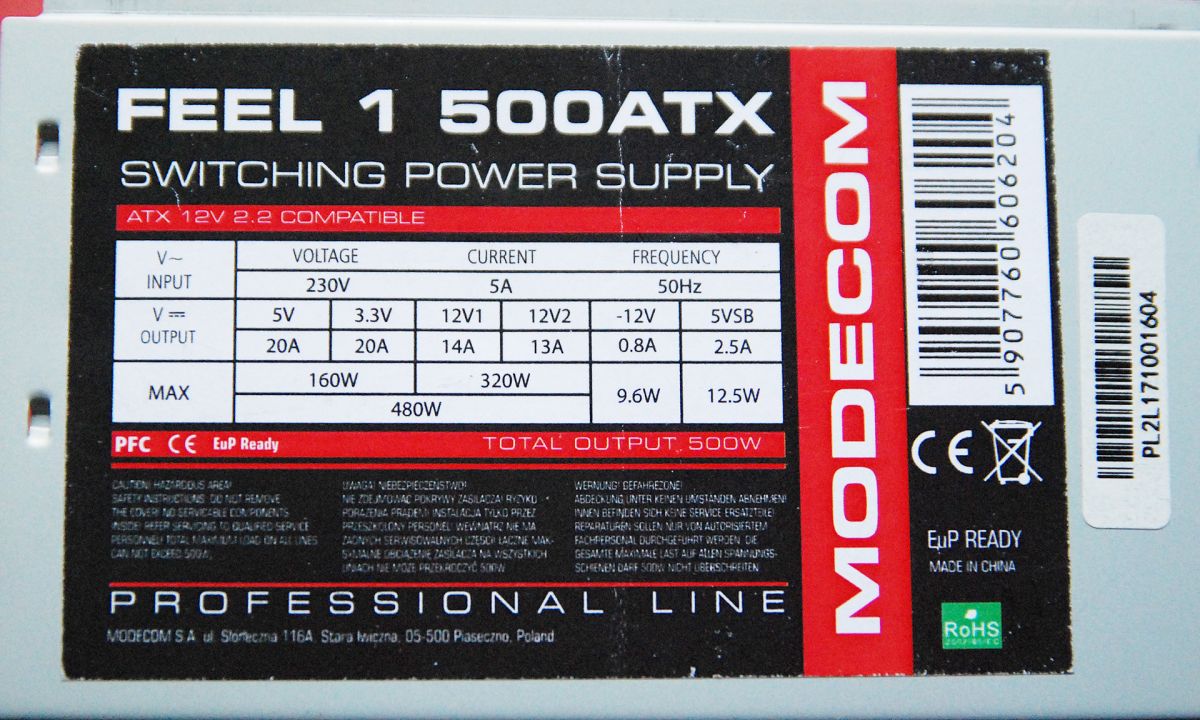 FEEL 1 500ATX
SWITCHING POWER SUPPLY
ATX 12V 2.2 COMPATIBLE
V~ INPUT VOLTAGE CURRENT FREQUENCY
230V 5A 50Hz
V OUTPUT 5V 3.3V 12V1 12V2 -12V 5VSB
20A 20A 14A 13A 0.8A 2.5A
MAX 160W 320W 9.6W 12.5W
480W
PFC CE EuP Ready TOTAL OUTPUT 500W
CAUTION! HAZARDOUS AREA!
SAFETY INSTRUCTIONS: DO NOT REMOVE
THE COVER! NO SERVICABLE COMPONENTS
INSIDE! REFER SERVICING TO QUALIFIED SERVICE
PERSONNEL! TOTAL MAXIMUM LOAD ON ALL LINES
CAN NOT EXCEED 500W.
UWAGA! NIEBEZPIECZEŃSTWO!
NIE ZDEJMOWAĆ POKRYWY ZASILACZA! RYZYKO
PORAŻENIA PRĄDEM! INSTALACJA TYLKO PRZEZ
PRZESZKOLONY PERSONEL! WEWNĄTRZ NIE MA
ŻADNYCH SERWISOWALNYCH CZĘŚCI! ŁĄCZNE MAK-
SYMALNE OBCIĄŻENIE ZASILACZA NA WSZYSTKICH
LINIACH NIE MOŻE PRZEKROCZYĆ 500W
WERNUNG! GEFAHRENZONE!
ABDECKUNG UNTER KEINEN UMSTÄNDEN ABNEHMEN!
INNEN BEFINDEN SICH KEINE SERVICE ERSATZTEILE!
REPARATUREN SOLLEN NUR VON AUTORISIERTEM
FACHPERSONAL DURCHGEFÜHRT WERDEN. DIE
GESAMTE MAXIMALE LAST AUF ALLEN SPANNUNGS-
SCHIENEN DARF 500W NICHT ÜBERSCHREITEN
PROFESSIONAL LINE
MODECOM S.A. ul. Słoneczna 116A, Stara Iwiczna, 05-500 Piaseczno, Poland
MODECOM
5 907760 606204
CE
EuP READY
MADE IN CHINA
RoHS
2002/95/EC
PL2L171001604